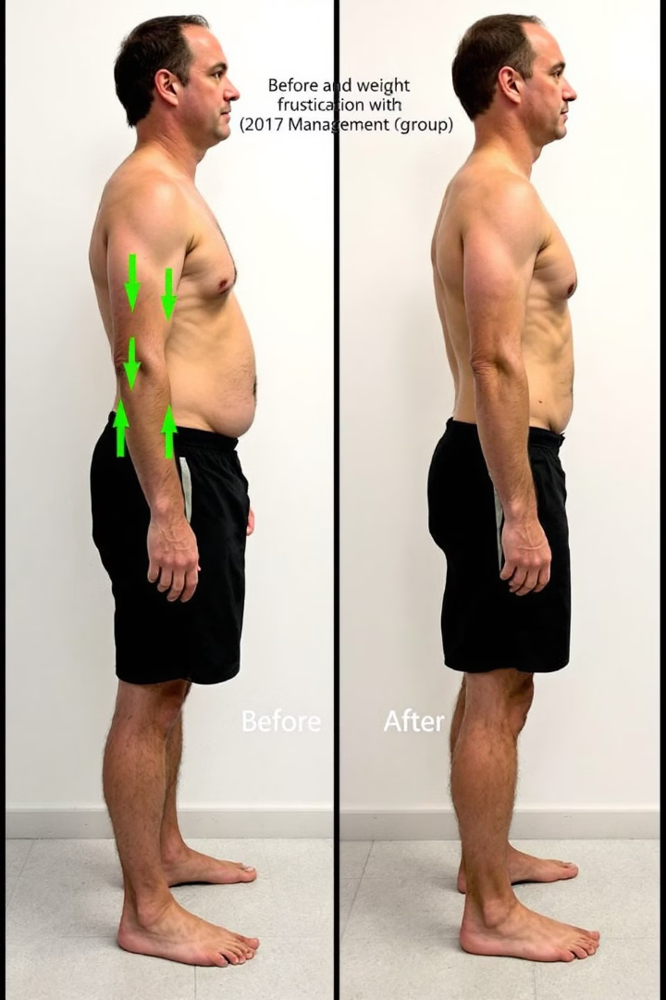 Before and weight
frustication with
(2017 Management (group)
Before
After